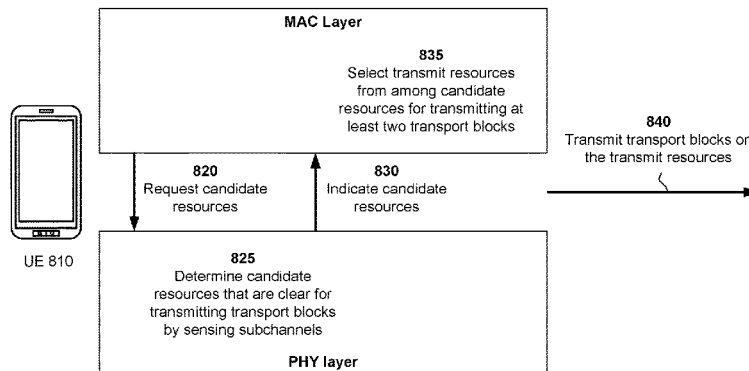 MAC Layer
835
Select transmit resources
from among candidate
resources for transmitting at
least two transport blocks
840
Transmit transport blocks on
the transmit resources
820
Request candidate
resources
830
Indicate candidate
resources
UE 810
825
Determine candidate
resources that are clear for
transmitting transport blocks
by sensing subchannels
PHY layer